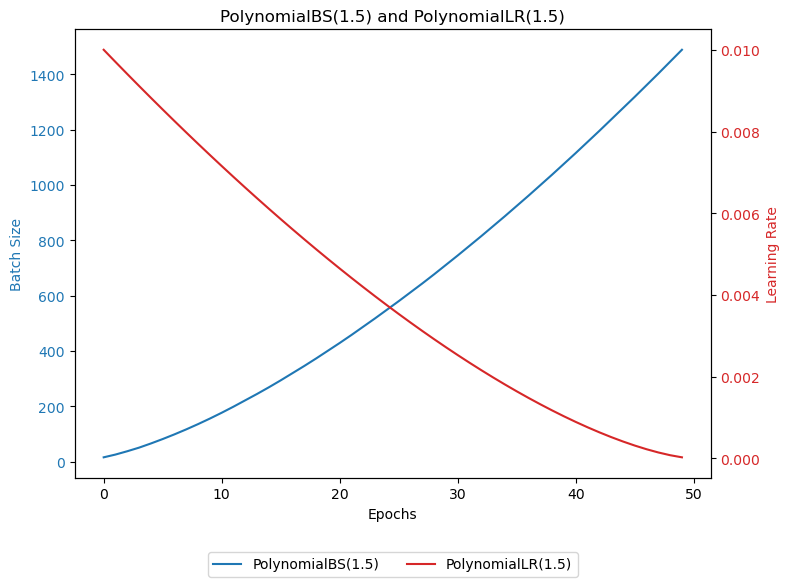 PolynomialBS(1.5) and PolynomialLR(1.5)
Batch Size
1400
1200
1000
800
600
400
200
0
0.010
0.008
0.006
0.004
0.002
0.000
Learning Rate
0 10 20 30 40 50
Epochs
PolynomialBS(1.5) PolynomialLR(1.5)